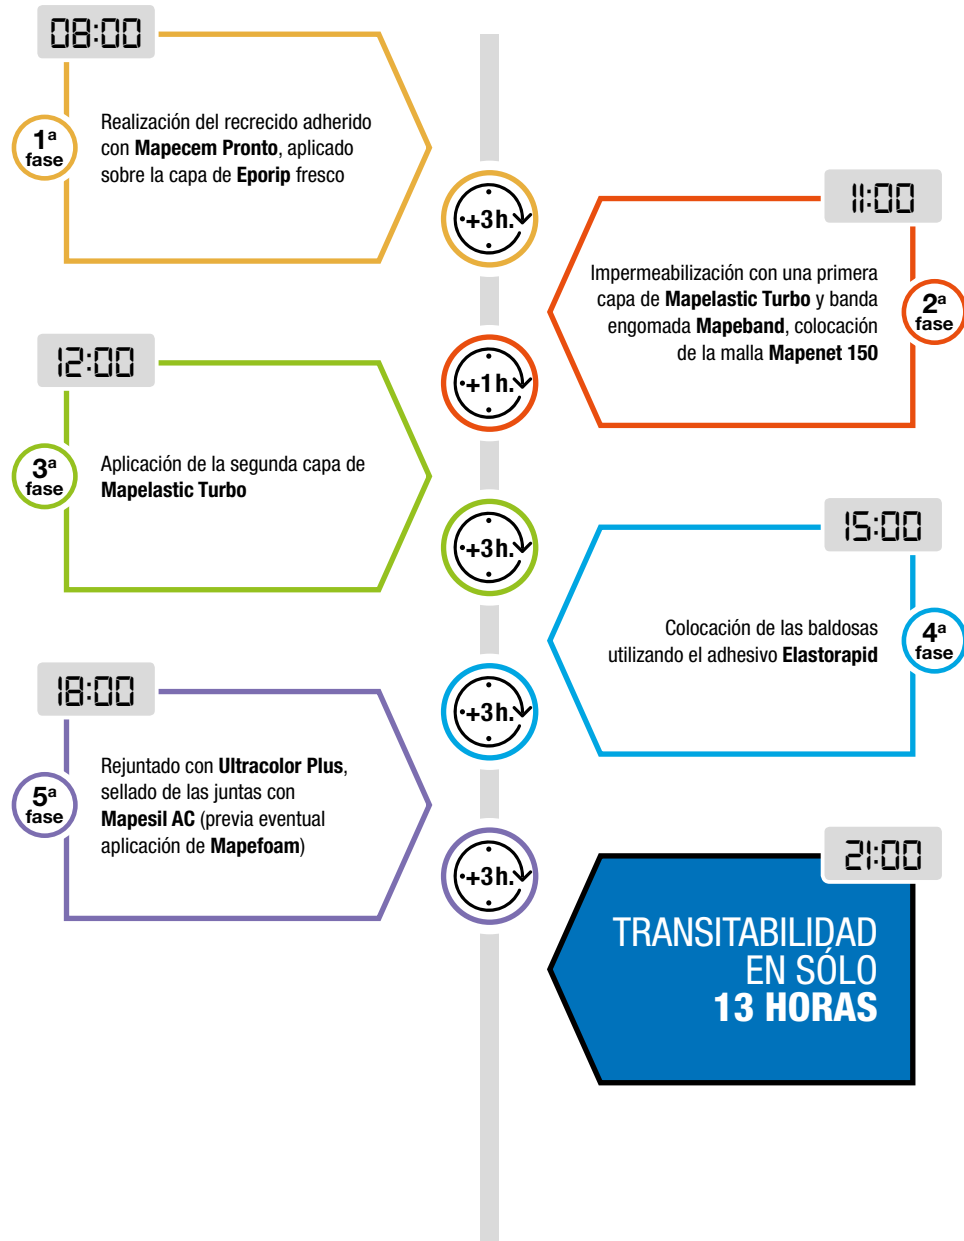 08:00
1ª
fase
Realización del recrecido adherido
con Mapecem Pronto, aplicado
sobre la capa de Eporip fresco
+3h.
11:00
2ª
fase
Impermeabilización con una primera
capa de Mapelastic Turbo y banda
engomada Mapeband, colocación
de la malla Mapenet 150
+1h.
12:00
3ª
fase
Aplicación de la segunda capa de
Mapelastic Turbo
+3h.
15:00
4ª
fase
Colocación de las baldosas
utilizando el adhesivo Elastorapid
+3h.
18:00
5ª
fase
Rejuntado con Ultracolor Plus,
sellado de las juntas con
Mapesil AC (previa eventual
aplicación de Mapefoam)
+3h.
21:00
TRANSITABILIDAD
EN SÓLO
13 HORAS